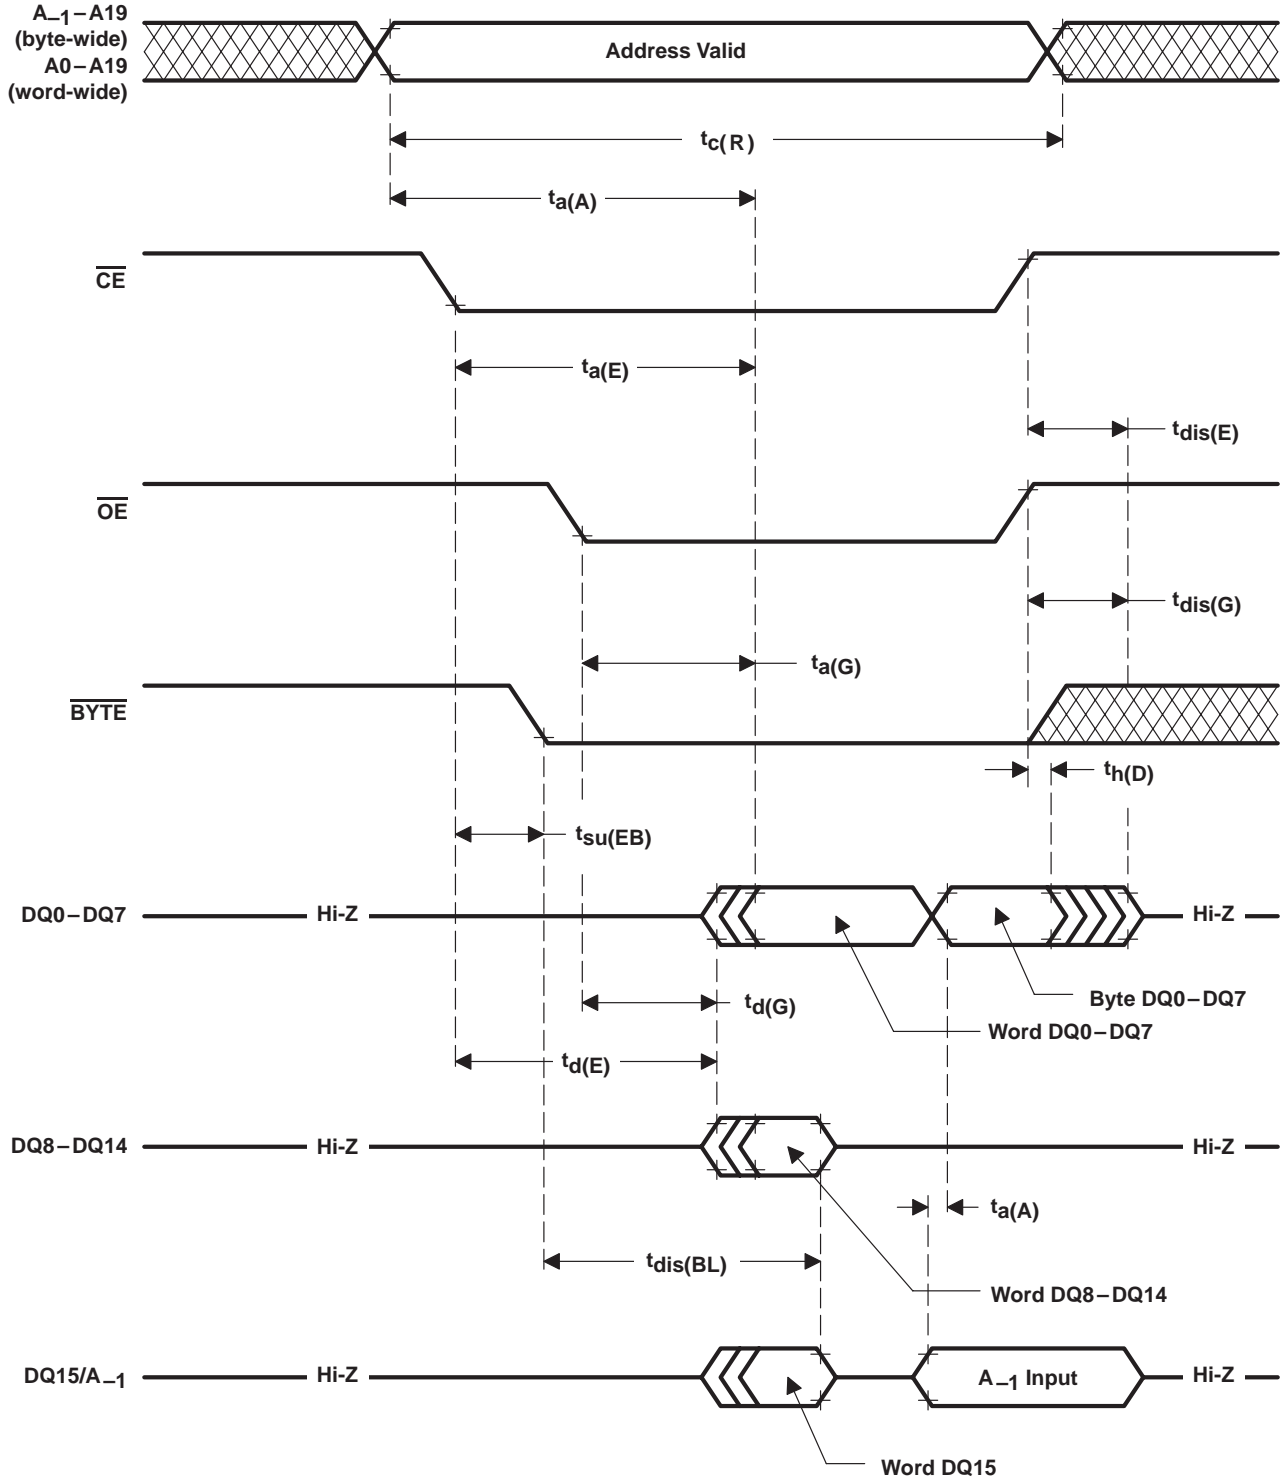 A–1–A19
(byte-wide)
A0–A19
(word-wide)
Address Valid
tc(R)
ta(A)
CE
ta(E)
tdis(E)
OE
tdis(G)
ta(G)
BYTE
th(D)
tsu(EB)
DQ0–DQ7
Hi-Z
Hi-Z
td(G)
Byte DQ0–DQ7
Word DQ0–DQ7
td(E)
DQ8–DQ14
Hi-Z
Hi-Z
ta(A)
tdis(BL)
Word DQ8–DQ14
DQ15/A–1
Hi-Z
A–1 Input
Hi-Z
Word DQ15